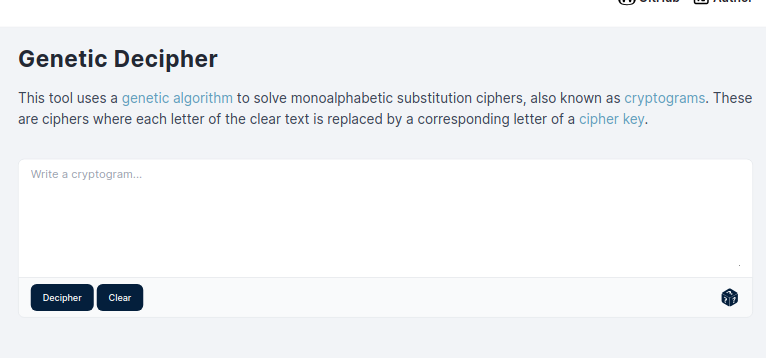 GitHub Author
Genetic Decipher
This tool uses a genetic algorithm to solve monoalphabetic substitution ciphers, also known as cryptograms. These
are ciphers where each letter of the clear text is replaced by a corresponding letter of a cipher key.
Write a cryptogram...
Decipher Clear